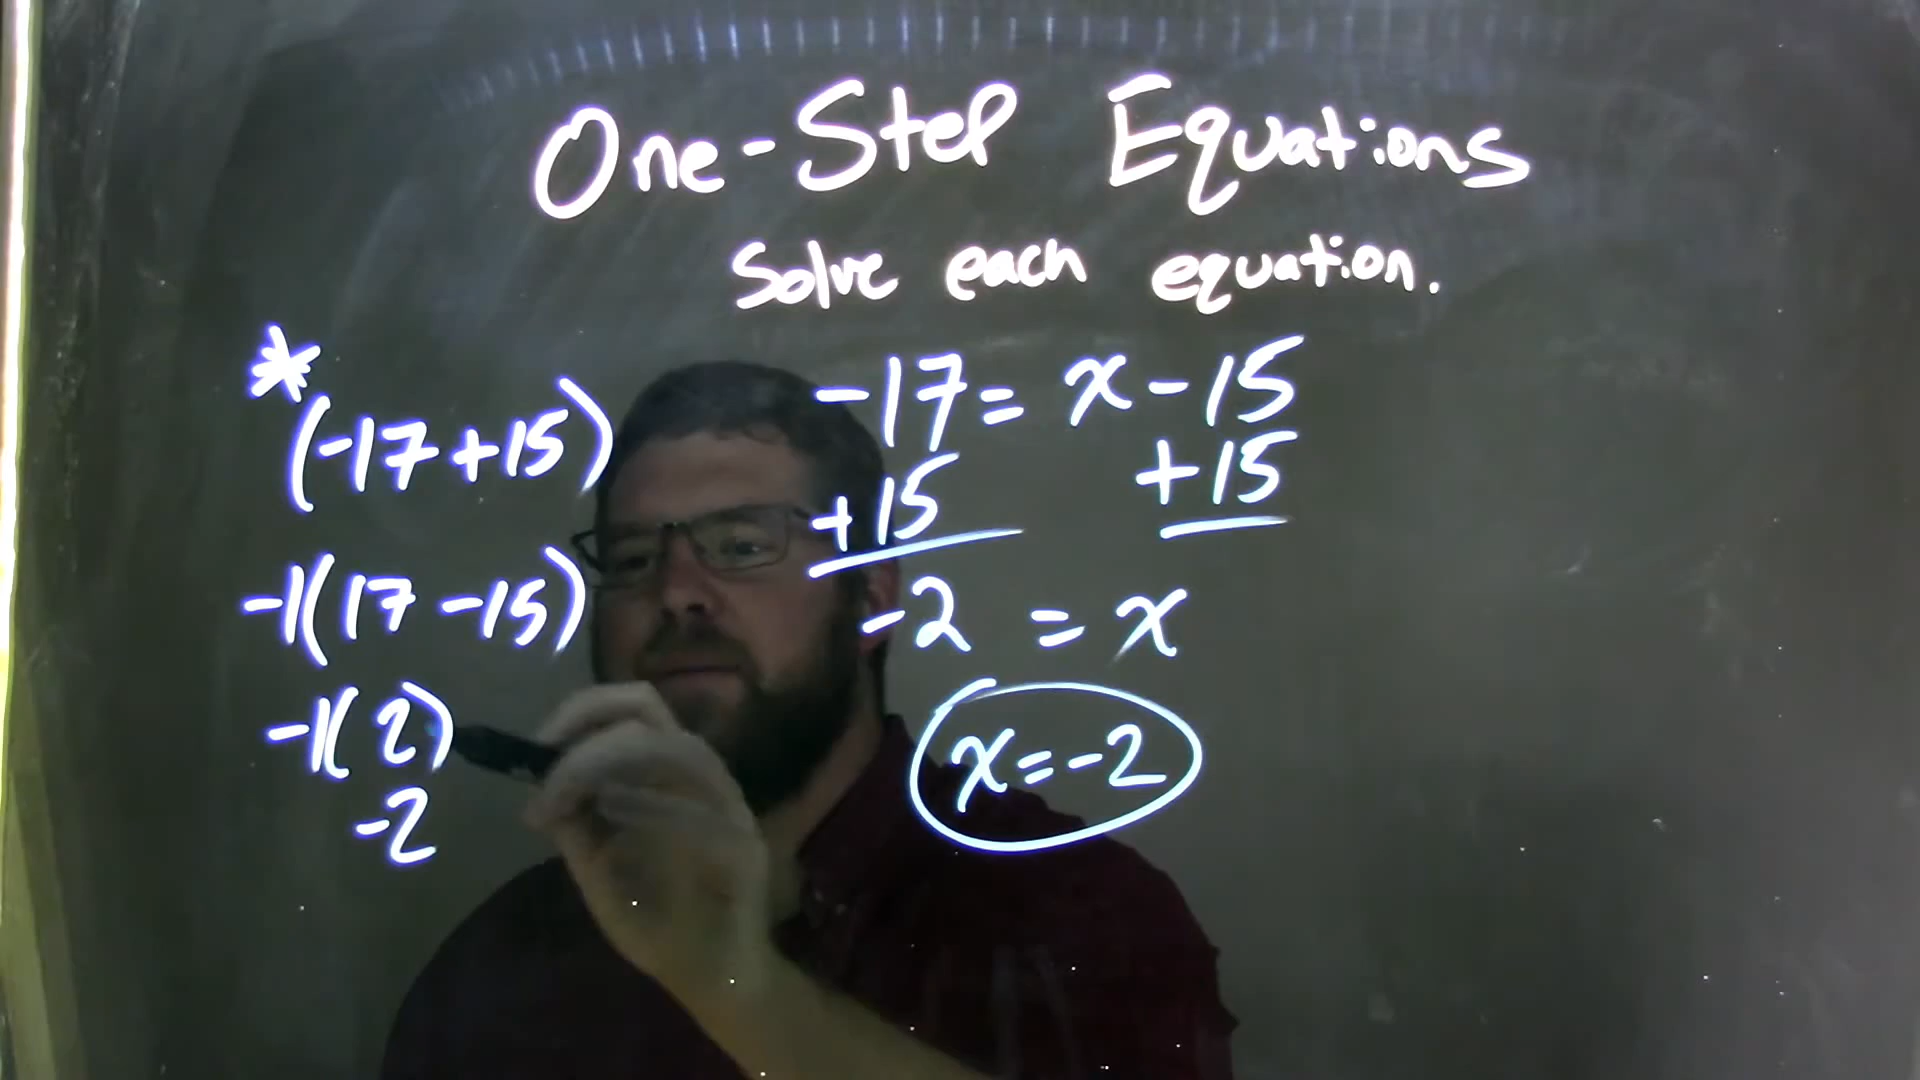 One-Step Equations
Solve each equation.
*
(-17+15)
-1(17-15)
-1(2)
-2
-17= x-15
+15 +15
-2 = x
x=-2